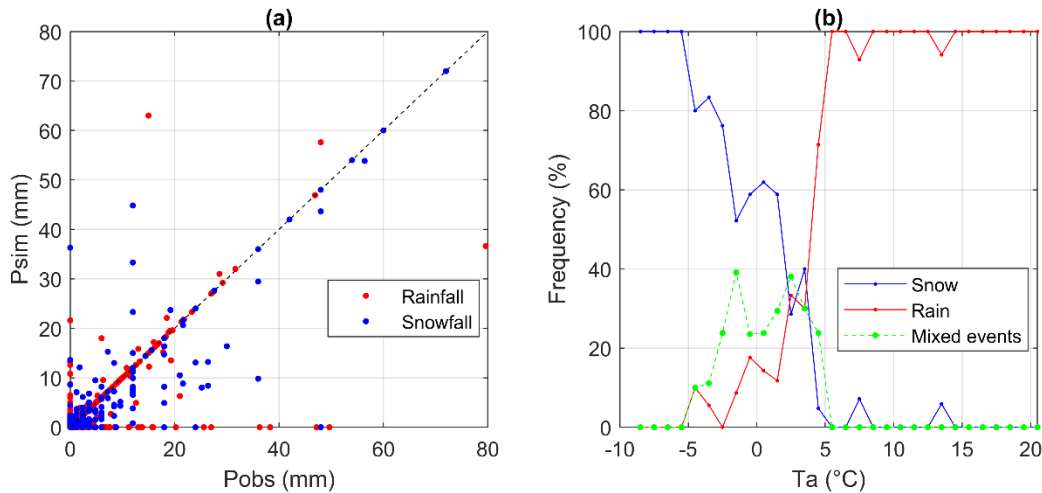 (a)
80
70
60
50
40
30
20
10
0
Psim (mm)
0 20 40 60 80
Pobs (mm)
Rainfall
Snowfall
(b)
100
80
60
40
20
0
Frequency (%)
-10 -5 0 5 10 15 20
Ta (°C)
Snow
Rain
Mixed events